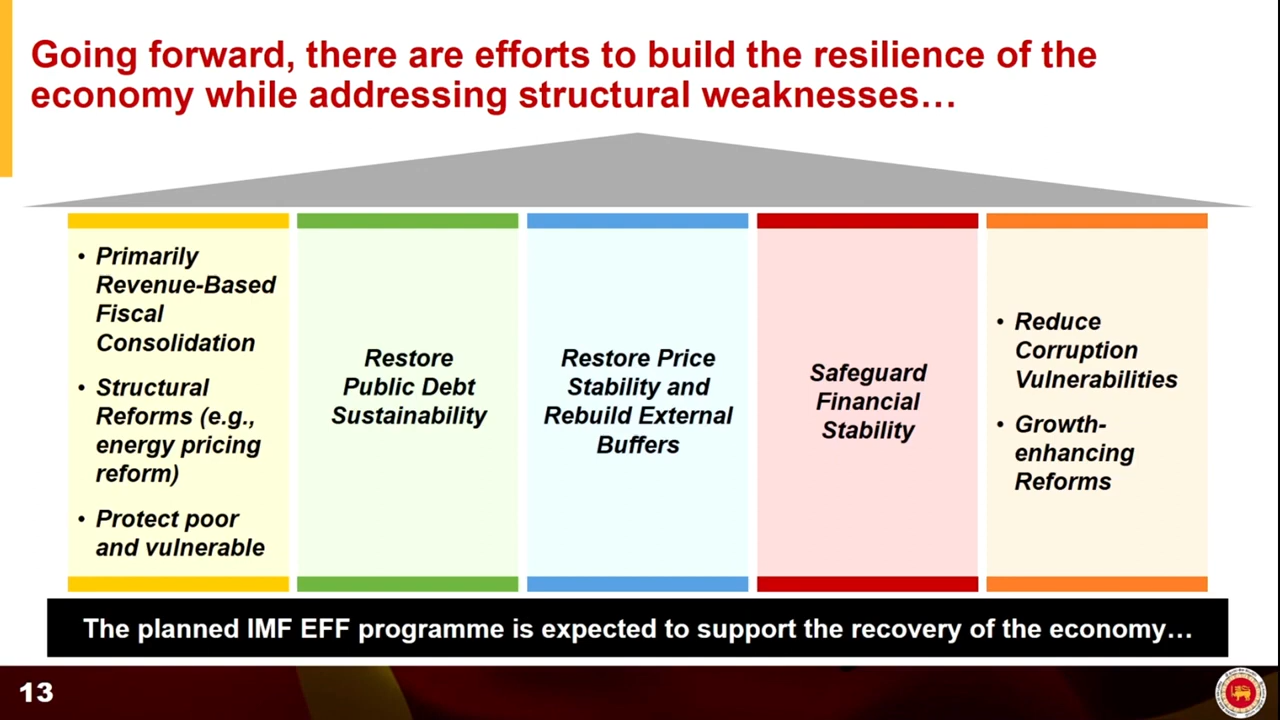 Going forward, there are efforts to build the resilience of the
economy while addressing structural weaknesses…
• Primarily
Revenue-Based
Fiscal
Consolidation
• Structural
Reforms (e.g.,
energy pricing
reform)
• Protect poor
and vulnerable
Restore
Public Debt
Sustainability
Restore Price
Stability and
Rebuild External
Buffers
Safeguard
Financial
Stability
• Reduce
Corruption
Vulnerabilities
• Growth-
enhancing
Reforms
The planned IMF EFF programme is expected to support the recovery of the economy…
13